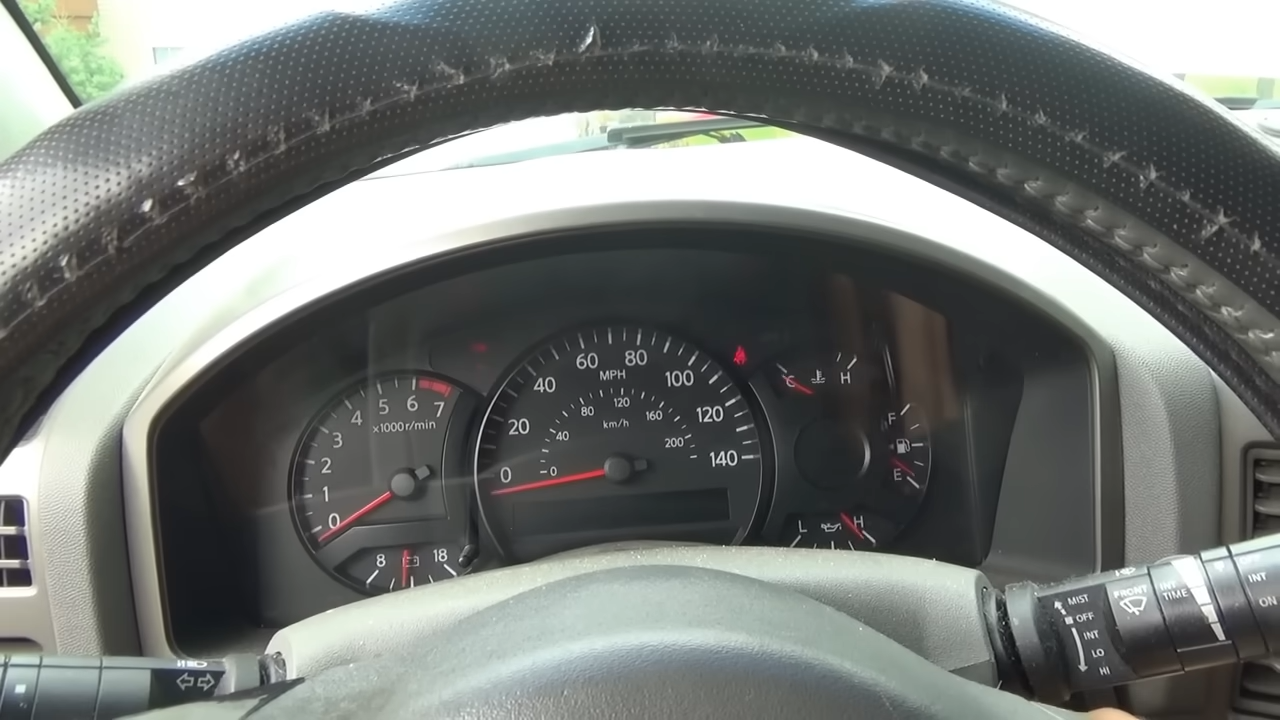 0 1 2 3 4 5 6 7
x1000r/min
8 18
0 20 40 60 80 100 120 140
MPH
0 40 80 120 160 200
km/h
C H
F
E
L H
MIST
OFF
INT
LO
HI
FRONT
INT
TIME
INT
ON